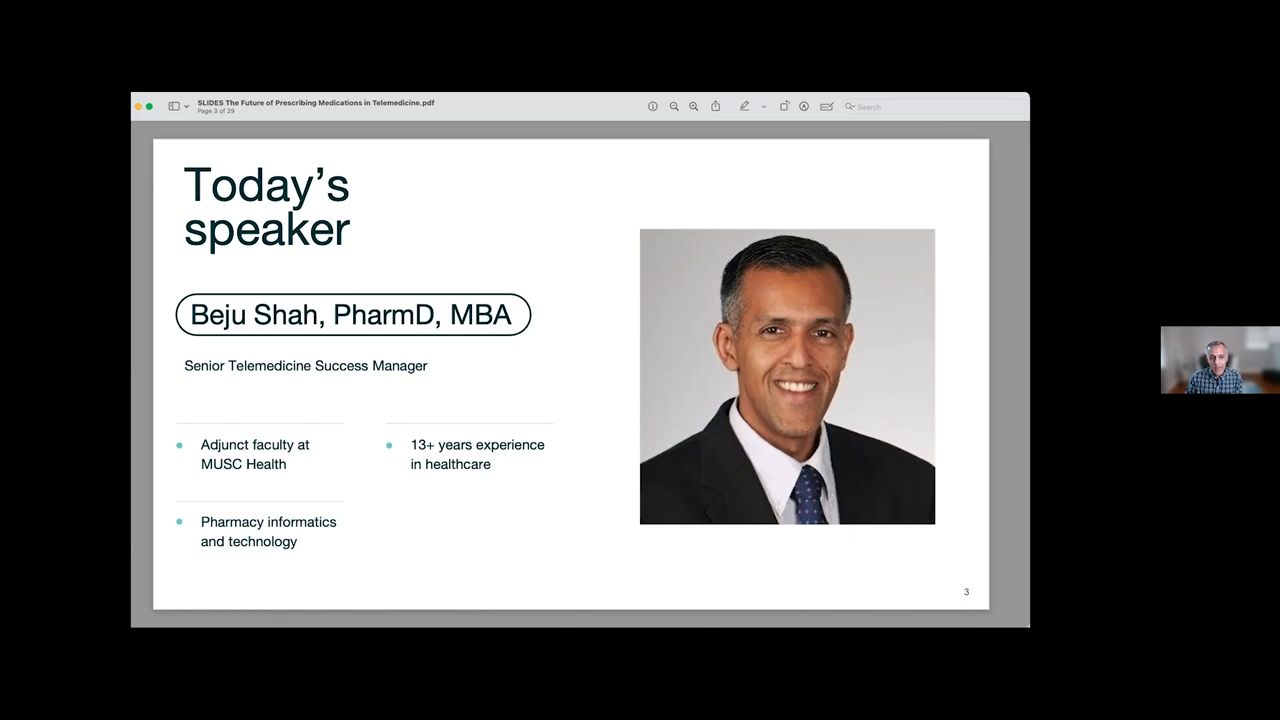 SLIDES The Future of Prescribing Medications in Telemedicine.pdf
Page 3 of 29
Search
Today's
speaker
Beju Shah, PharmD, MBA
Senior Telemedicine Success Manager
Adjunct faculty at
MUSC Health
13+ years experience
in healthcare
Pharmacy informatics
and technology
3